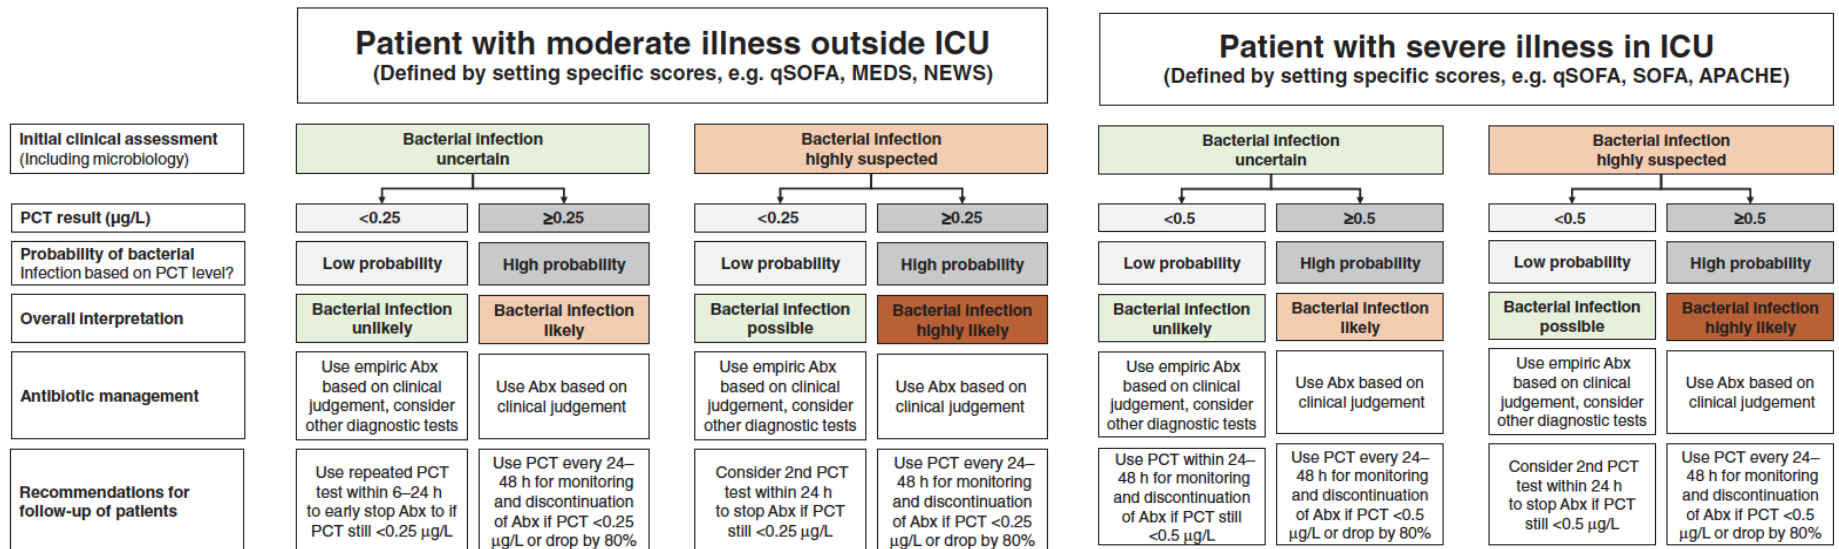 Patient with moderate illness outside ICU
(Defined by setting specific scores, e.g. qSOFA, MEDS, NEWS)
Patient with severe illness in ICU
(Defined by setting specific scores, e.g. qSOFA, SOFA, APACHE)
Initial clinical assessment
(Including microbiology)
Bacterial infection
uncertain
Bacterial infection
highly suspected
Bacterial infection
uncertain
Bacterial infection
highly suspected
PCT result (µg/L)
<0.25
≥0.25
<0.25
≥0.25
<0.5
≥0.5
<0.5
≥0.5
Probability of bacterial
Infection based on PCT level?
Low probability
High probability
Low probability
High probability
Low probability
High probability
Low probability
High probability
Overall interpretation
Bacterial infection
unlikely
Bacterial infection
likely
Bacterial infection
possible
Bacterial infection
highly likely
Bacterial infection
unlikely
Bacterial infection
likely
Bacterial infection
possible
Bacterial infection
highly likely
Antibiotic management
Use empiric Abx
based on clinical
judgement, consider
other diagnostic tests
Use Abx based on
clinical judgement
Use empiric Abx
based on clinical
judgement, consider
other diagnostic tests
Use Abx based on
clinical judgement
Use empiric Abx
based on clinical
judgement, consider
other diagnostic tests
Use Abx based on
clinical judgement
Use empiric Abx
based on clinical
judgement, consider
other diagnostic tests
Use Abx based on
clinical judgement
Recommendations for
follow-up of patients
Use repeated PCT
test within 6–24 h
to early stop Abx to if
PCT still <0.25 µg/L
Use PCT every 24–
48 h for monitoring
and discontinuation
of Abx if PCT <0.25
µg/L or drop by 80%
Consider 2nd PCT
test within 24 h
to stop Abx if PCT
still <0.25 µg/L
Use PCT every 24–
48 h for monitoring
and discontinuation
of Abx if PCT <0.25
µg/L or drop by 80%
Use PCT within 24–
48 h for monitoring
and discontinuation
of Abx if PCT still
<0.5 µg/L
Use PCT every 24–
48 h for monitoring
and discontinuation
of Abx if PCT <0.5
µg/L or drop by 80%
Consider 2nd PCT
test within 24 h
to stop Abx if PCT
still <0.5 µg/L
Use PCT every 24–
48 h for monitoring
and discontinuation
of Abx if PCT <0.5
µg/L or drop by 80%